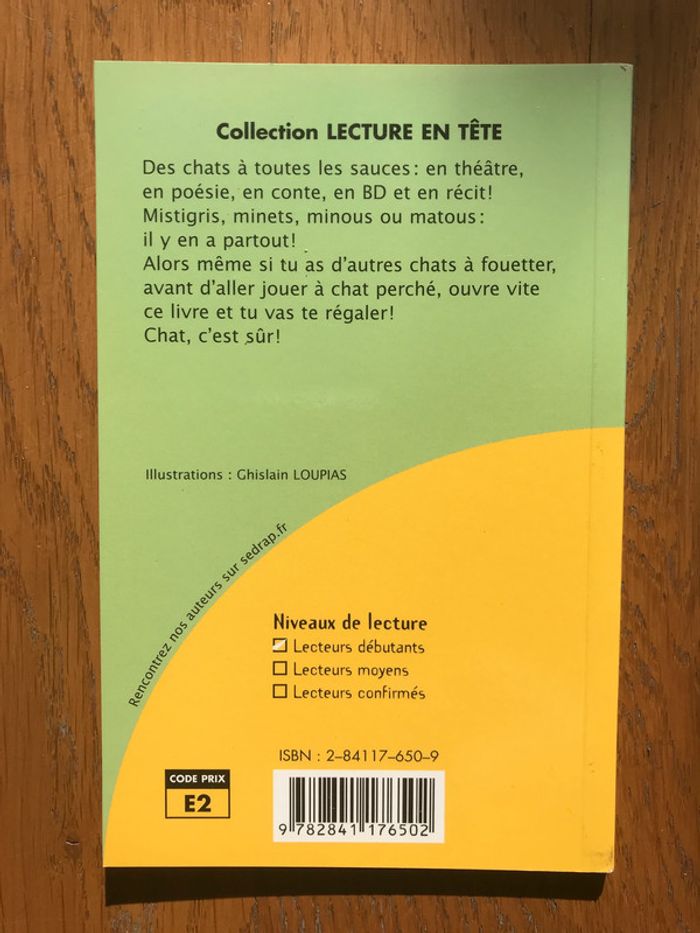 Collection LECTURE EN TÊTE
Des chats à toutes les sauces : en théâtre,
en poésie, en conte, en BD et en récit !
Mistigris, minets, minous ou matous :
il y en a partout !
Alors même si tu as d'autres chats à fouetter,
avant d'aller jouer à chat perché, ouvre vite
ce livre et tu vas te régaler !
Chat, c'est sûr !
Illustrations : Ghislain LOUPIAS
Rencontrez nos auteurs sur sedrap.fr
Niveaux de lecture
Lecteurs débutants
Lecteurs moyens
Lecteurs confirmés
ISBN : 2-84117-650-9
CODE PRIX
E2
9 782841 176502